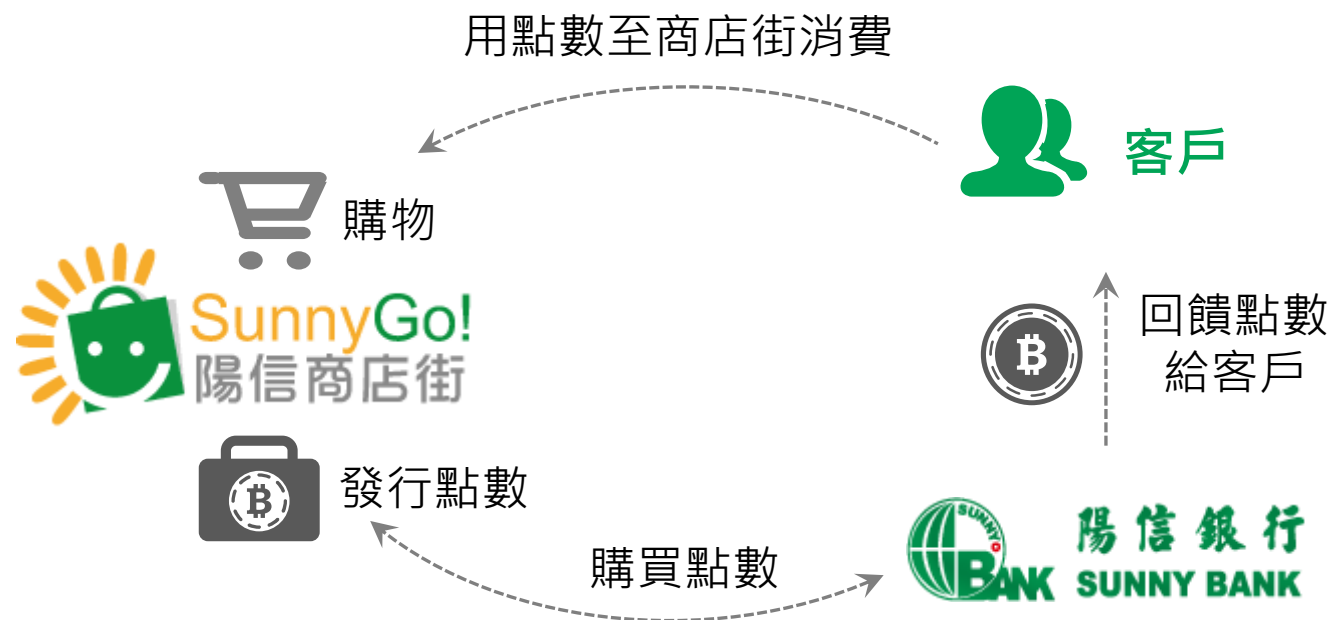 用點數至商店街消費
客戶
購物
SunnyGo!
陽信商店街
回饋點數
給客戶
發行點數
購買點數
SUNNY
BANK
陽信銀行
SUNNY BANK